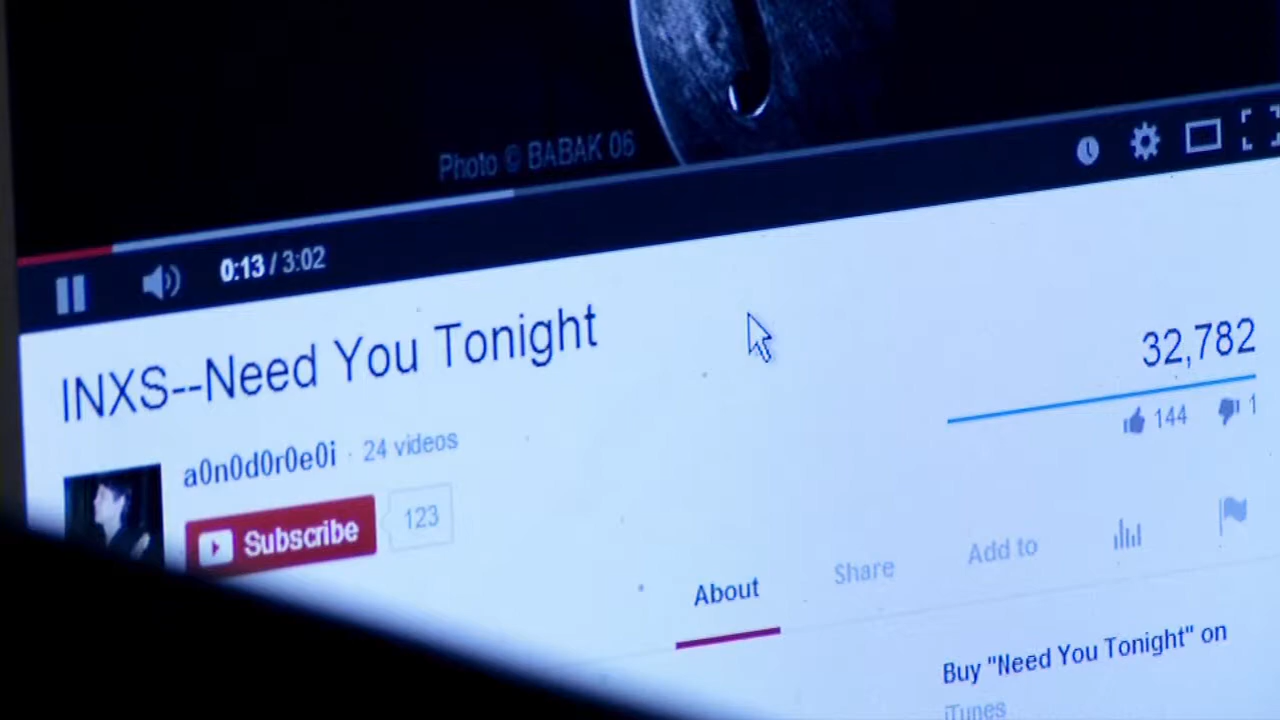 Photo © BABAK 06
0:13 / 3:02
INXS--Need You Tonight
32,782
144 1
a0n0d0r0e0i · 24 videos
Subscribe 123
About Share Add to
Buy "Need You Tonight" on
iTunes